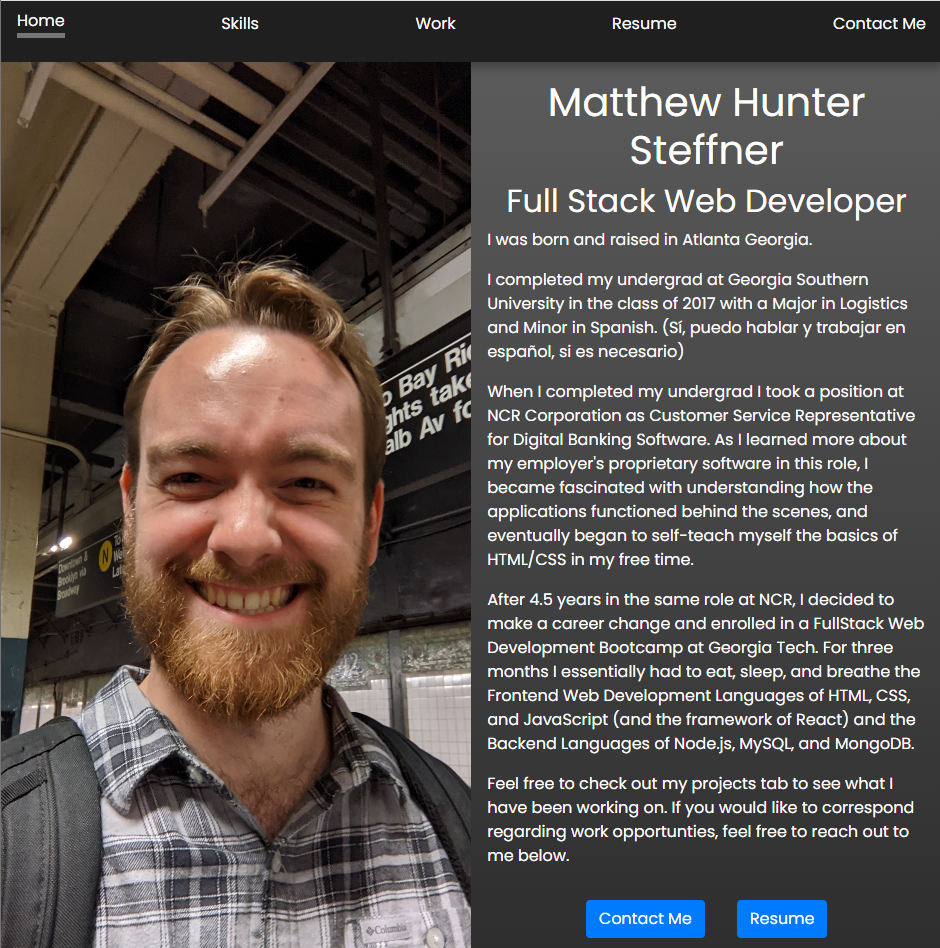 Home
Skills
Work
Resume
Contact Me
Matthew Hunter
Steffner
Full Stack Web Developer
I was born and raised in Atlanta Georgia.
I completed my undergrad at Georgia Southern
University in the class of 2017 with a Major in Logistics
and Minor in Spanish. (Sí, puedo hablar y trabajar en
español, si es necesario)
When I completed my undergrad I took a position at
NCR Corporation as Customer Service Representative
for Digital Banking Software. As I learned more about
my employer's proprietary software in this role, I
became fascinated with understanding how the
applications functioned behind the scenes, and
eventually began to self-teach myself the basics of
HTML/CSS in my free time.
After 4.5 years in the same role at NCR, I decided to
make a career change and enrolled in a FullStack Web
Development Bootcamp at Georgia Tech. For three
months I essentially had to eat, sleep, and breathe the
Frontend Web Development Languages of HTML, CSS,
and JavaScript (and the framework of React) and the
Backend Languages of Node.js, MySQL, and MongoDB.
Feel free to check out my projects tab to see what I
have been working on. If you would like to correspond
regarding work opportunties, feel free to reach out to
me below.
Contact Me
Resume
Bay
take
Av
Downtown &
Brooklyn via
Broadway
N
Columbia